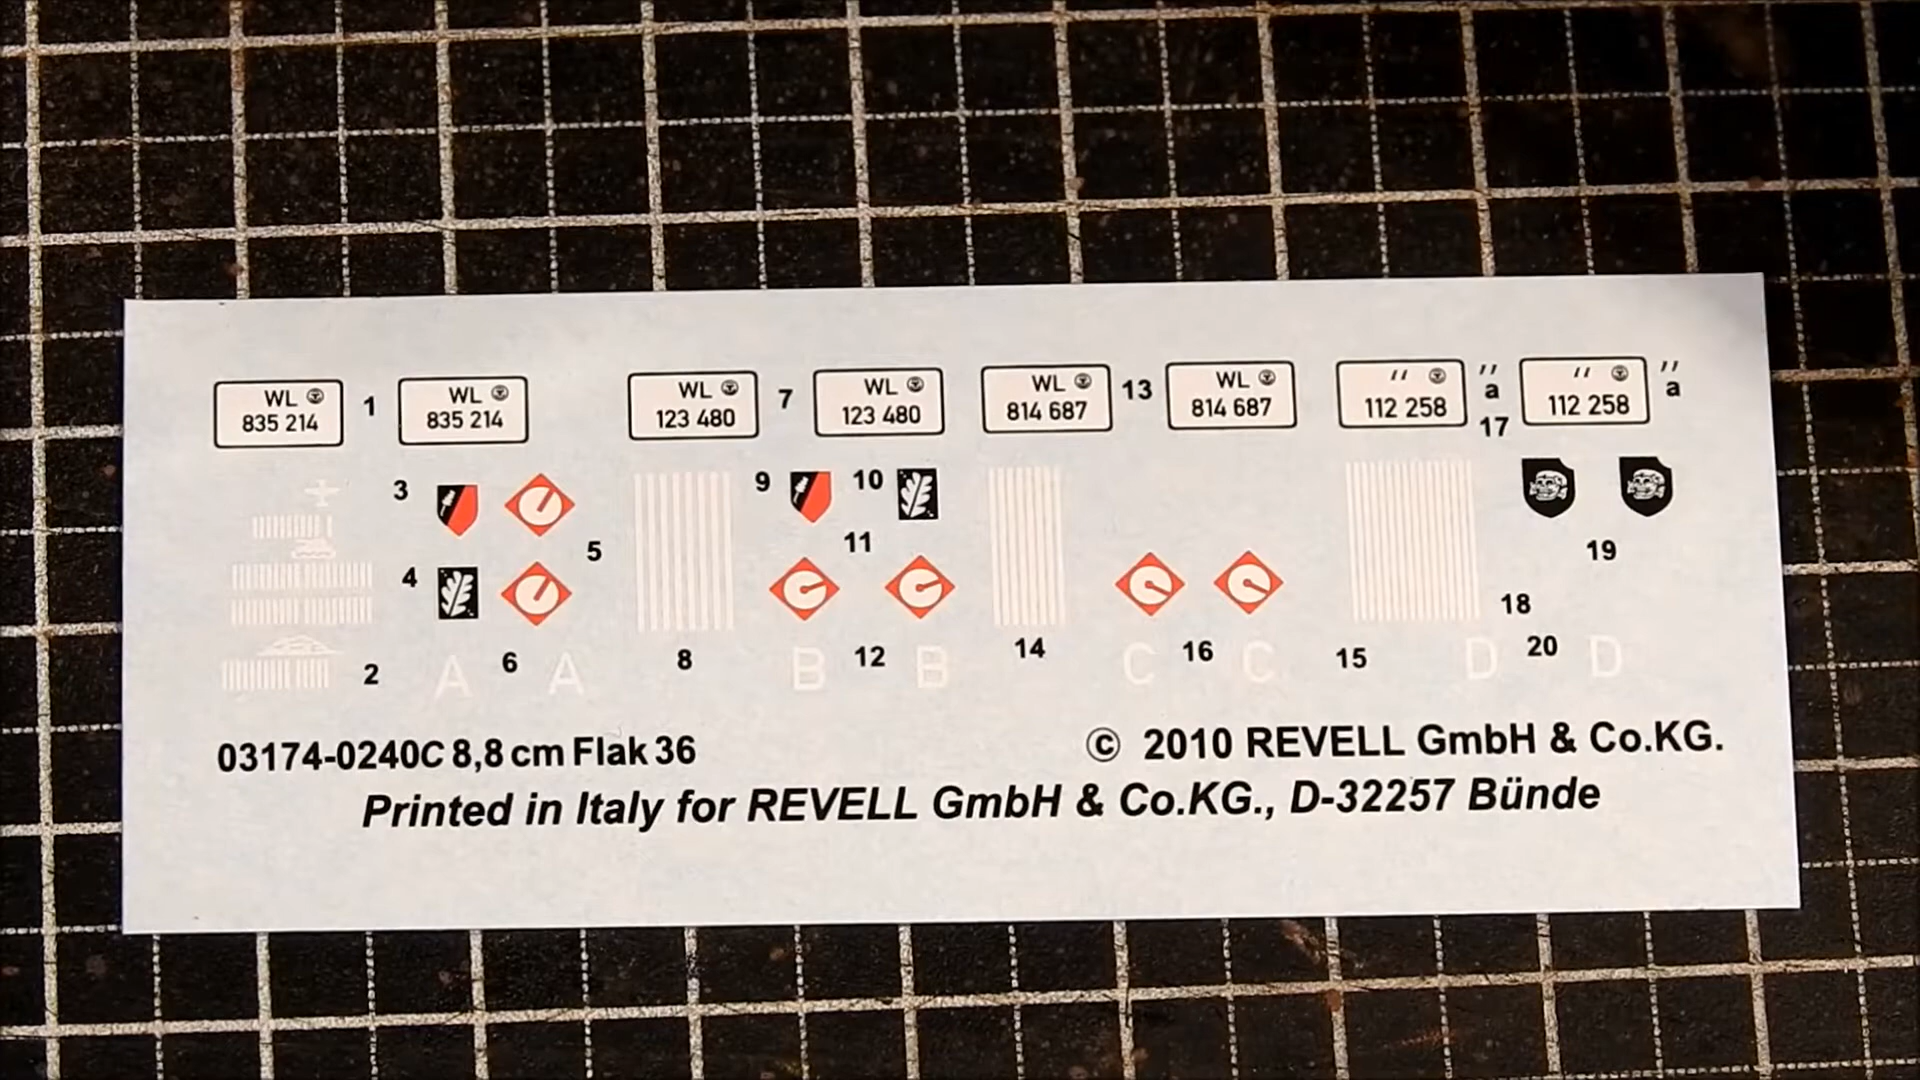 WL 1 WL WL 7 WL WL 13 WL ′′ ′′ a ′′ ′′ a
835 214 835 214 123 480 123 480 814 687 814 687 112 258 17 112 258
3 9 10
5 11 19
4 18
2 A 6 A 8 B 12 B 14 C 16 C 15 D 20 D
03174-0240C 8,8 cm Flak 36
© 2010 REVELL GmbH & Co.KG.
Printed in Italy for REVELL GmbH & Co.KG., D-32257 Bünde